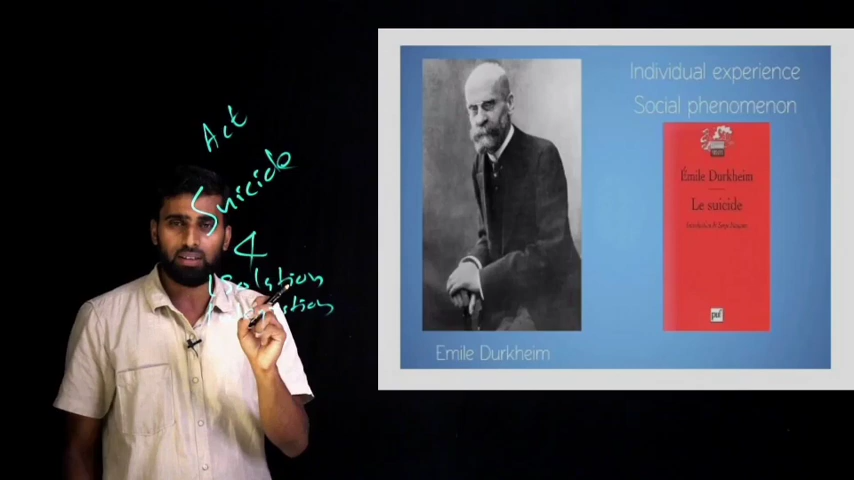 Act
Suicide
4
Isolation
Individual experience
Social phenomenon
Émile Durkheim
Le suicide
puf
Emile Durkheim